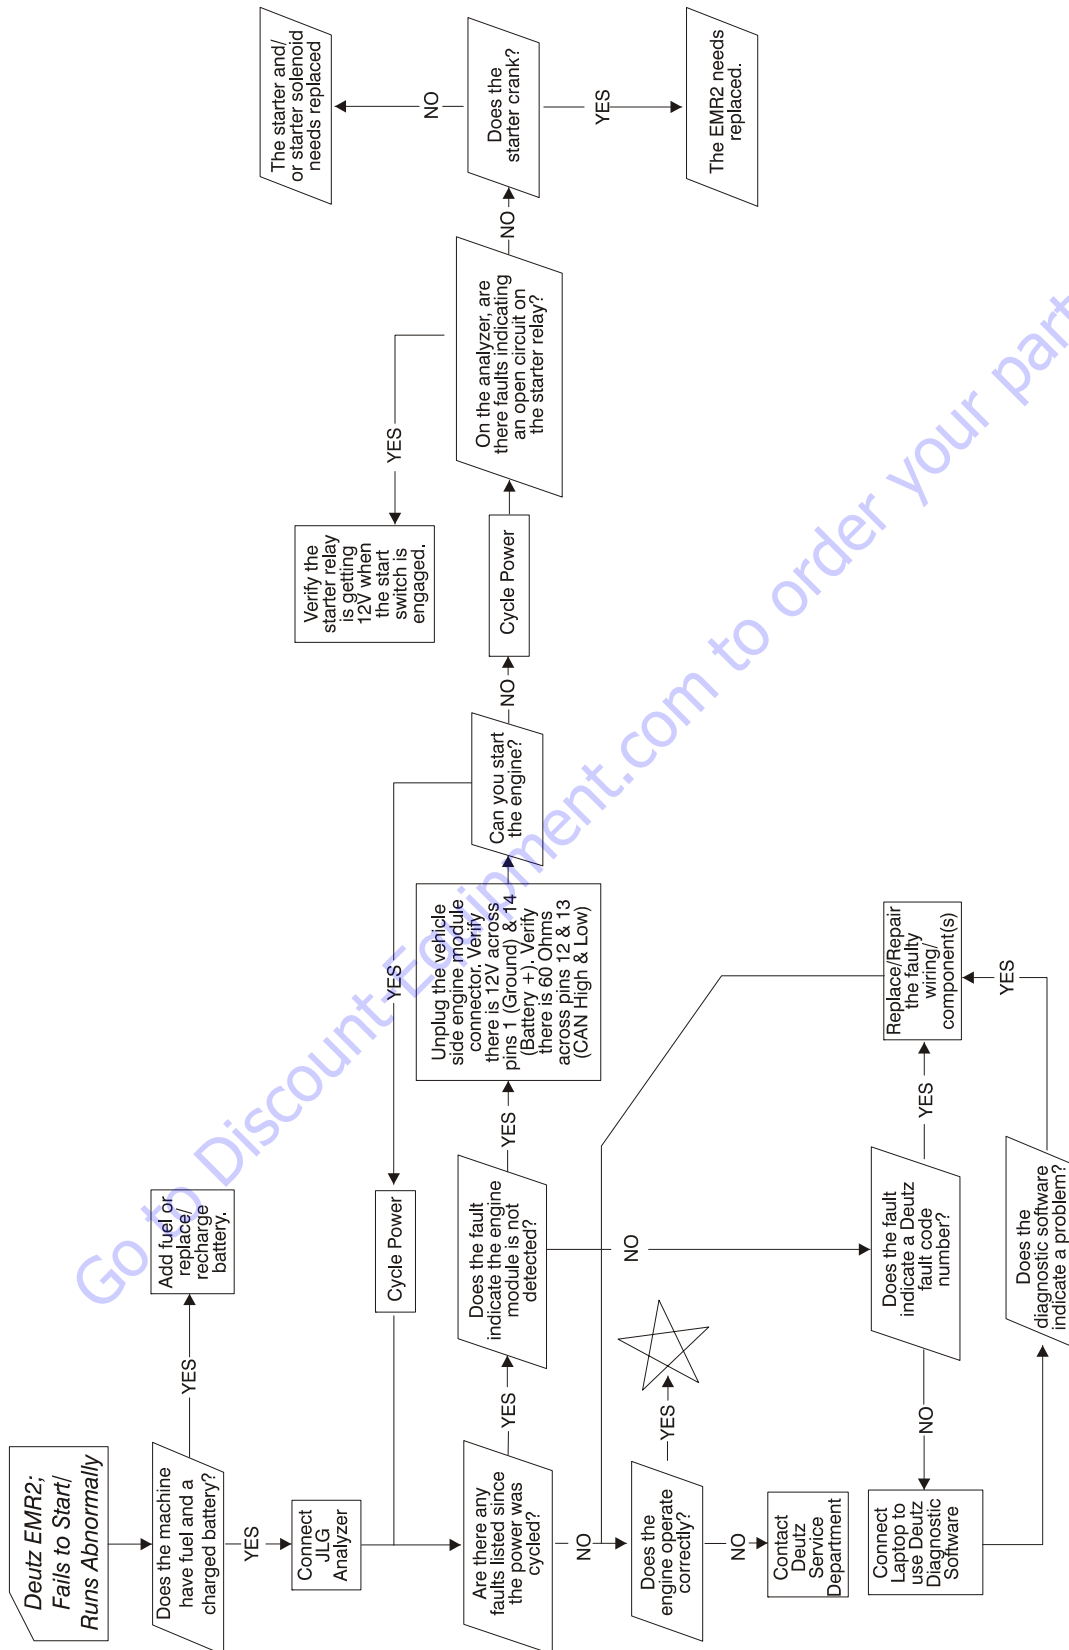 Deutz EMR2;
Fails to Start/
Runs Abnormally
Does the machine
have fuel and a
charged battery?
YES
Add fuel or
replace/
recharge
battery.
YES
Connect
JLG
Analyzer
Are there any
faults listed since
the power was
cycled?
YES
Does the fault
indicate the engine
module is not
detected?
YES
Unplug the vehicle
side engine module
connector. Verify
there is 12V across
pins 1 (Ground) & 14
(Battery +). Verify
there is 60 Ohms
across pins 12 & 13
(CAN High & Low)
Can you start
the engine?
YES
Cycle Power
NO
Cycle Power
On the analyzer, are
there faults indicating
an open circuit on
the starter relay?
YES
Verify the
starter relay
is getting
12V when
the start
switch is
engaged.
NO
Does the
starter crank?
NO
The starter and/
or starter solenoid
needs replaced
YES
The EMR2 needs
replaced.
NO
Does the
engine operate
correctly?
YES
NO
Contact
Deutz
Service
Department
NO
Does the fault
indicate a Deutz
fault code
number?
YES
Replace/Repair
the faulty
wiring/
component(s)
NO
Connect
Laptop to
use Deutz
Diagnostic
Software
Does the
diagnostic software
indicate a problem?
YES
Go to Discount-Equipment.com to order your part